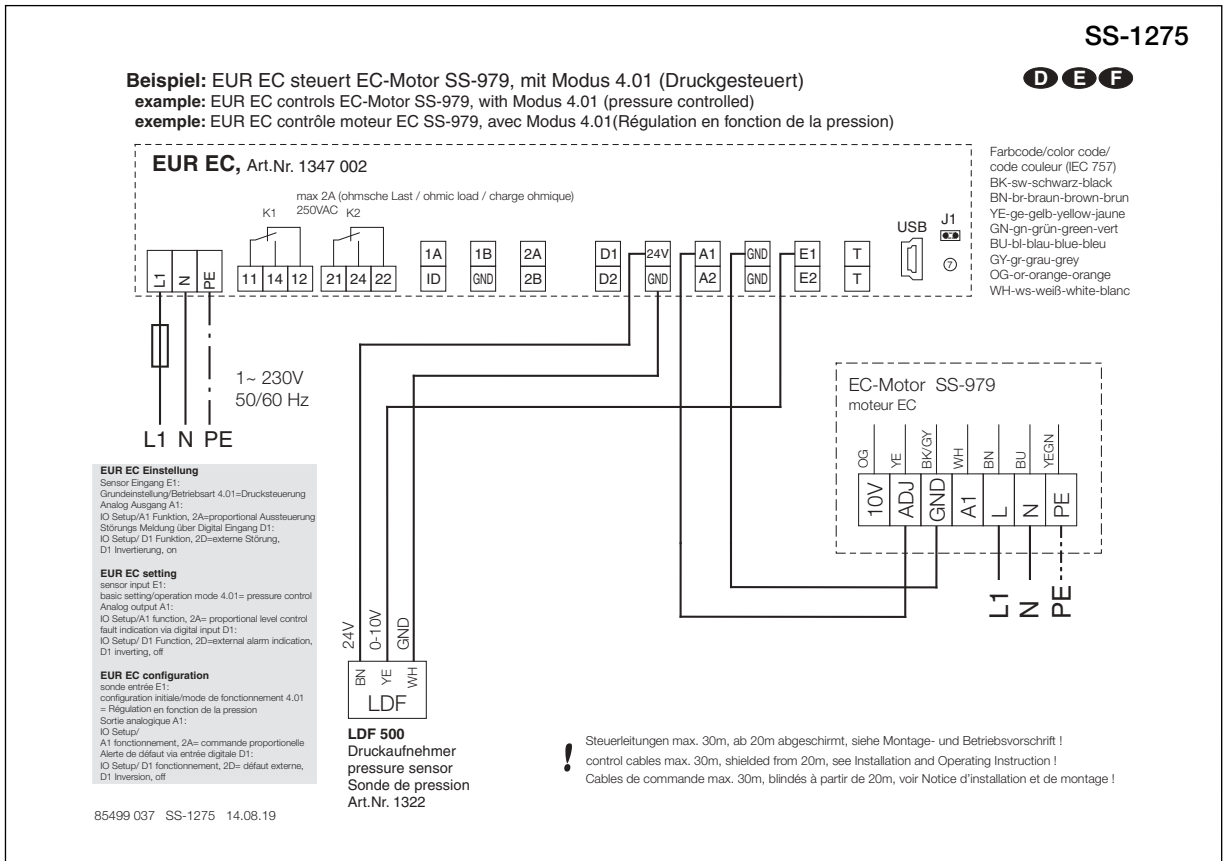 SS-1275
Beispiel: EUR EC steuert EC-Motor SS-979, mit Modus 4.01 (Druckgesteuert)
D E F
example: EUR EC controls EC-Motor SS-979, with Modus 4.01 (pressure controlled)
exemple: EUR EC contrôle moteur EC SS-979, avec Modus 4.01(Régulation en fonction de la pression)
EUR EC, Art.Nr. 1347 002
max 2A (ohmsche Last / ohmic load / charge ohmique)
250VAC
K1 K2
L1 N PE
11 14 12
21 24 22
1A 1B 2A D1 24V A1 GND E1 T
ID GND 2B D2 GND A2 GND E2 T
USB
J1
7
Farbcode/color code/
code couleur (IEC 757)
BK-sw-schwarz-black
BN-br-braun-brown-brun
YE-ge-gelb-yellow-jaune
GN-gn-grün-green-vert
BU-bl-blau-blue-bleu
GY-gr-grau-grey
OG-or-orange-orange
WH-ws-weiß-white-blanc
1~ 230V
50/60 Hz
L1 N PE
EC-Motor SS-979
moteur EC
OG YE BK/GY WH BN BU YEGN
10V ADJ GND A1 L N PE
L1 N PE
EUR EC Einstellung
Sensor Eingang E1:
Grundeinstellung/Betriebsart 4.01=Drucksteuerung
Analog Ausgang A1:
IO Setup/A1 Funktion, 2A=proportional Aussteuerung
Störungs Meldung über Digital Eingang D1:
IO Setup/ D1 Funktion, 2D=externe Störung,
D1 Invertierung, on
EUR EC setting
sensor input E1:
basic setting/operation mode 4.01= pressure control
Analog output A1:
IO Setup/A1 function, 2A= proportional level control
fault indication via digital input D1:
IO Setup/ D1 Function, 2D=external alarm indication,
D1 inverting, off
EUR EC configuration
sonde entrée E1:
configuration initiale/mode de fonctionnement 4.01
= Régulation en fonction de la pression
Sortie analogique A1:
IO Setup/
A1 fonctionnement, 2A= commande proportionelle
Alerte de défaut via entrée digitale D1:
IO Setup/ D1 fonctionnement, 2D= défaut externe,
D1 Inversion, off
24V 0-10V GND
BN YE WH
LDF
LDF 500
Druckaufnehmer
pressure sensor
Sonde de pression
Art.Nr. 1322
!
Steuerleitungen max. 30m, ab 20m abgeschirmt, siehe Montage- und Betriebsvorschrift !
control cables max. 30m, shielded from 20m, see Installation and Operating Instruction !
Cables de commande max. 30m, blindés à partir de 20m, voir Notice d'installation et de montage !
85499 037 SS-1275 14.08.19